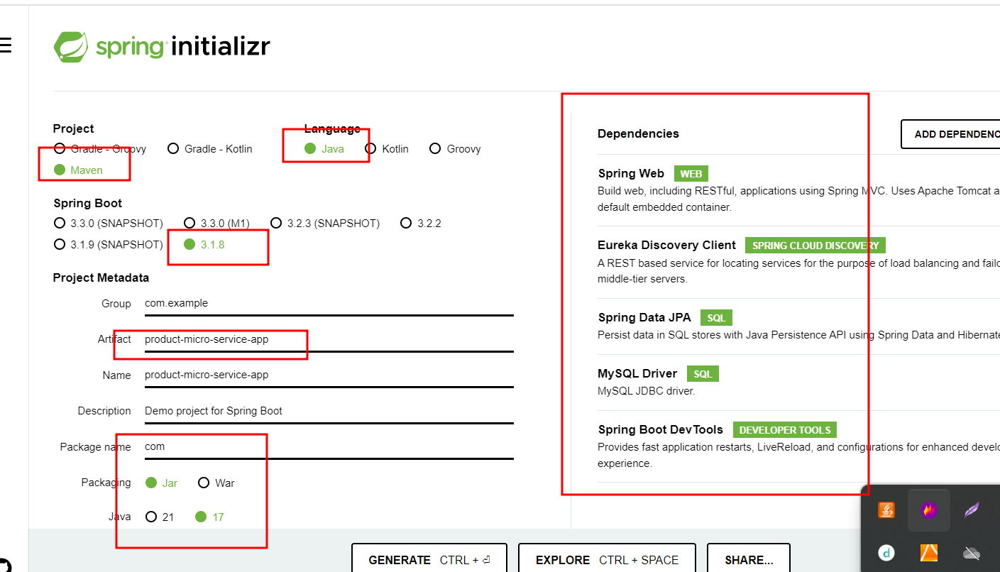 spring initializr
Project
Gradle - Groovy Gradle - Kotlin
Maven
Language
Java Kotlin Groovy
Spring Boot
3.3.0 (SNAPSHOT) 3.3.0 (M1) 3.2.3 (SNAPSHOT) 3.2.2
3.1.9 (SNAPSHOT) 3.1.8
Project Metadata
Group com.example
Artifact product-micro-service-app
Name product-micro-service-app
Description Demo project for Spring Boot
Package name com
Packaging Jar War
Java 21 17
Dependencies
ADD DEPENDENC
Spring Web WEB
Build web, including RESTful, applications using Spring MVC. Uses Apache Tomcat a
default embedded container.
Eureka Discovery Client SPRING CLOUD DISCOVERY
A REST based service for locating services for the purpose of load balancing and failo
middle-tier servers.
Spring Data JPA SQL
Persist data in SQL stores with Java Persistence API using Spring Data and Hibernate
MySQL Driver SQL
MySQL JDBC driver.
Spring Boot DevTools DEVELOPER TOOLS
Provides fast application restarts, LiveReload, and configurations for enhanced develo
experience.
GENERATE CTRL + ⏎
EXPLORE CTRL + SPACE
SHARE...
d